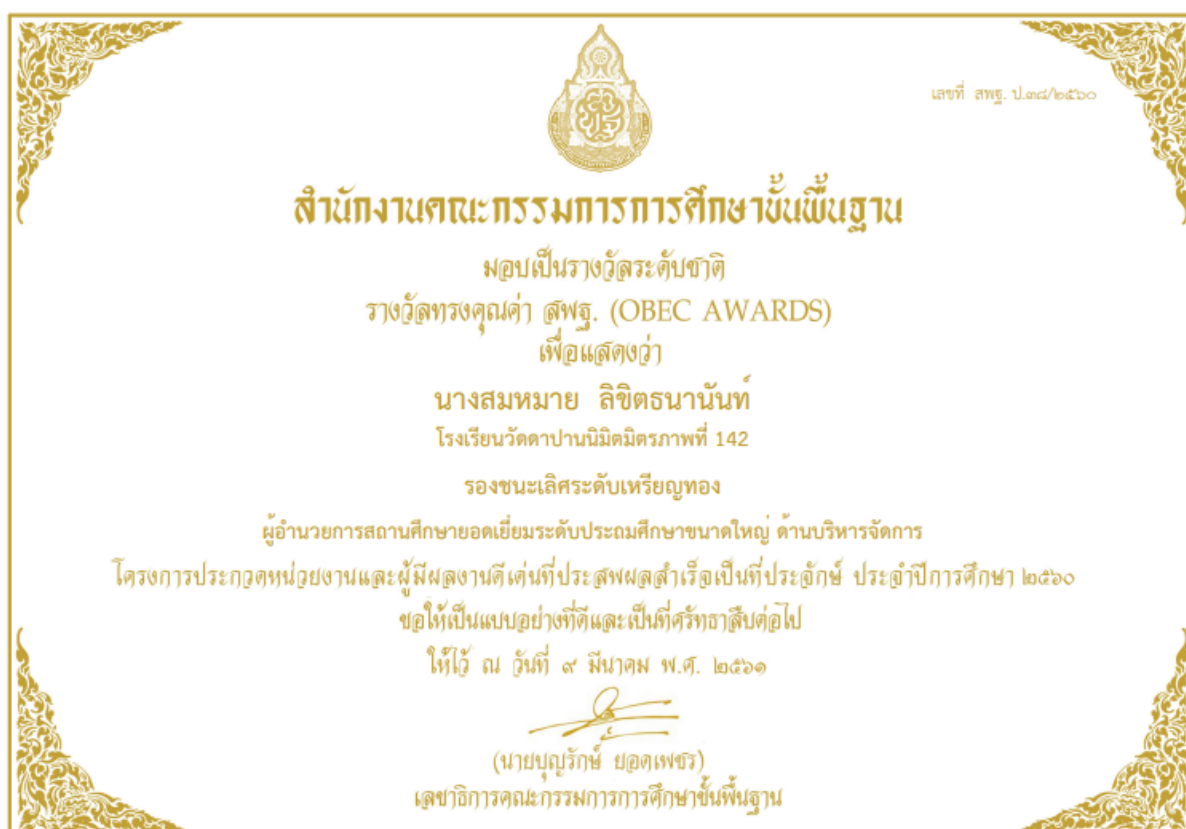 เลขที่ สพฐ. ป.๓๘/๒๕๖๐
สำนักงานคณะกรรมการการศึกษาขั้นพื้นฐาน
มอบเป็นรางวัลระดับชาติ
รางวัลทรงคุณค่า สพฐ. (OBEC AWARDS)
เพื่อแสดงว่า
นางสมหมาย ลิขิตธนานันท์
โรงเรียนวัดดาปานนิมิตมิตรภาพที่ 142
รองชนะเลิศระดับเหรียญทอง
ผู้อำนวยการสถานศึกษายอดเยี่ยมระดับประถมศึกษาขนาดใหญ่ ด้านบริหารจัดการ
โครงการประกวดหน่วยงานและผู้มีผลงานดีเด่นที่ประสพผลสำเร็จเป็นที่ประจักษ์ ประจำปีการศึกษา ๒๕๖๐
ขอให้เป็นแบบอย่างที่ดีและเป็นที่ศรัทธาสืบต่อไป
ให้ไว้ ณ วันที่ ๙ มีนาคม พ.ศ. ๒๕๖๑
(นายบุญรักษ์ ยอดเพชร)
เลขาธิการคณะกรรมการการศึกษาขั้นพื้นฐาน